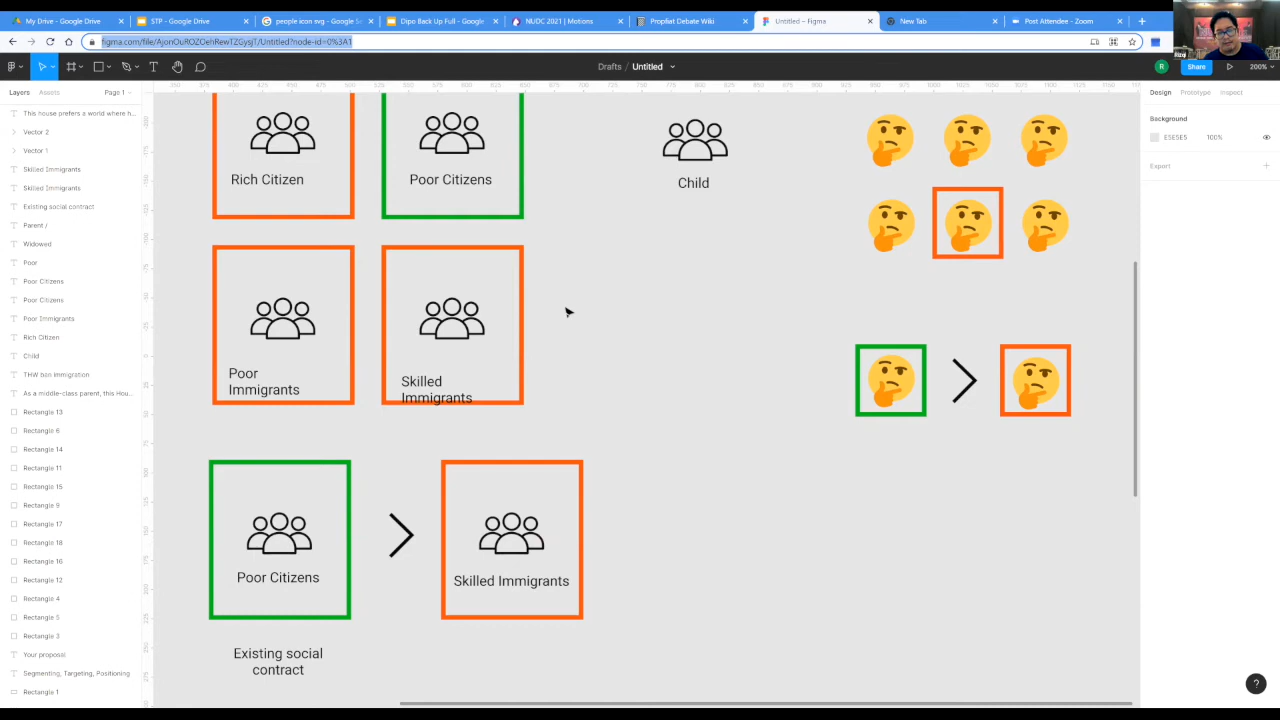 My Drive - Google Drive
STP - Google Drive
people icon svg - Google Se
Dipo Back Up Full - Google D
NUDC 2021 | Motions
Propfiat Debate Wiki
Untitled – Figma
New Tab
Post Attendee - Zoom
Drafts / Untitled
R
Share
200%
Layers
Assets
Page 1
Design
Prototype
Inspect
This house prefers a world where h...
Vector 2
Vector 1
Skilled Immigrants
Skilled Immigrants
Existing social contract
Parent /
Widowed
Poor
Poor Citizens
Poor Citizens
Poor Immigrants
Rich Citizen
Child
THW ban immigration
As a middle-class parent, this Hou...
Rectangle 13
Rectangle 6
Rectangle 14
Rectangle 11
Rectangle 15
Rectangle 9
Rectangle 17
Rectangle 18
Rectangle 16
Rectangle 12
Rectangle 4
Rectangle 5
Rectangle 3
Your proposal
Segmenting, Targeting, Positioning
Rectangle 1
Rich Citizen
Poor Citizens
Child
Poor
Immigrants
Skilled
Immigrants
Poor Citizens
Skilled Immigrants
Existing social
contract
Background
E5E5E5
100%
Export
?